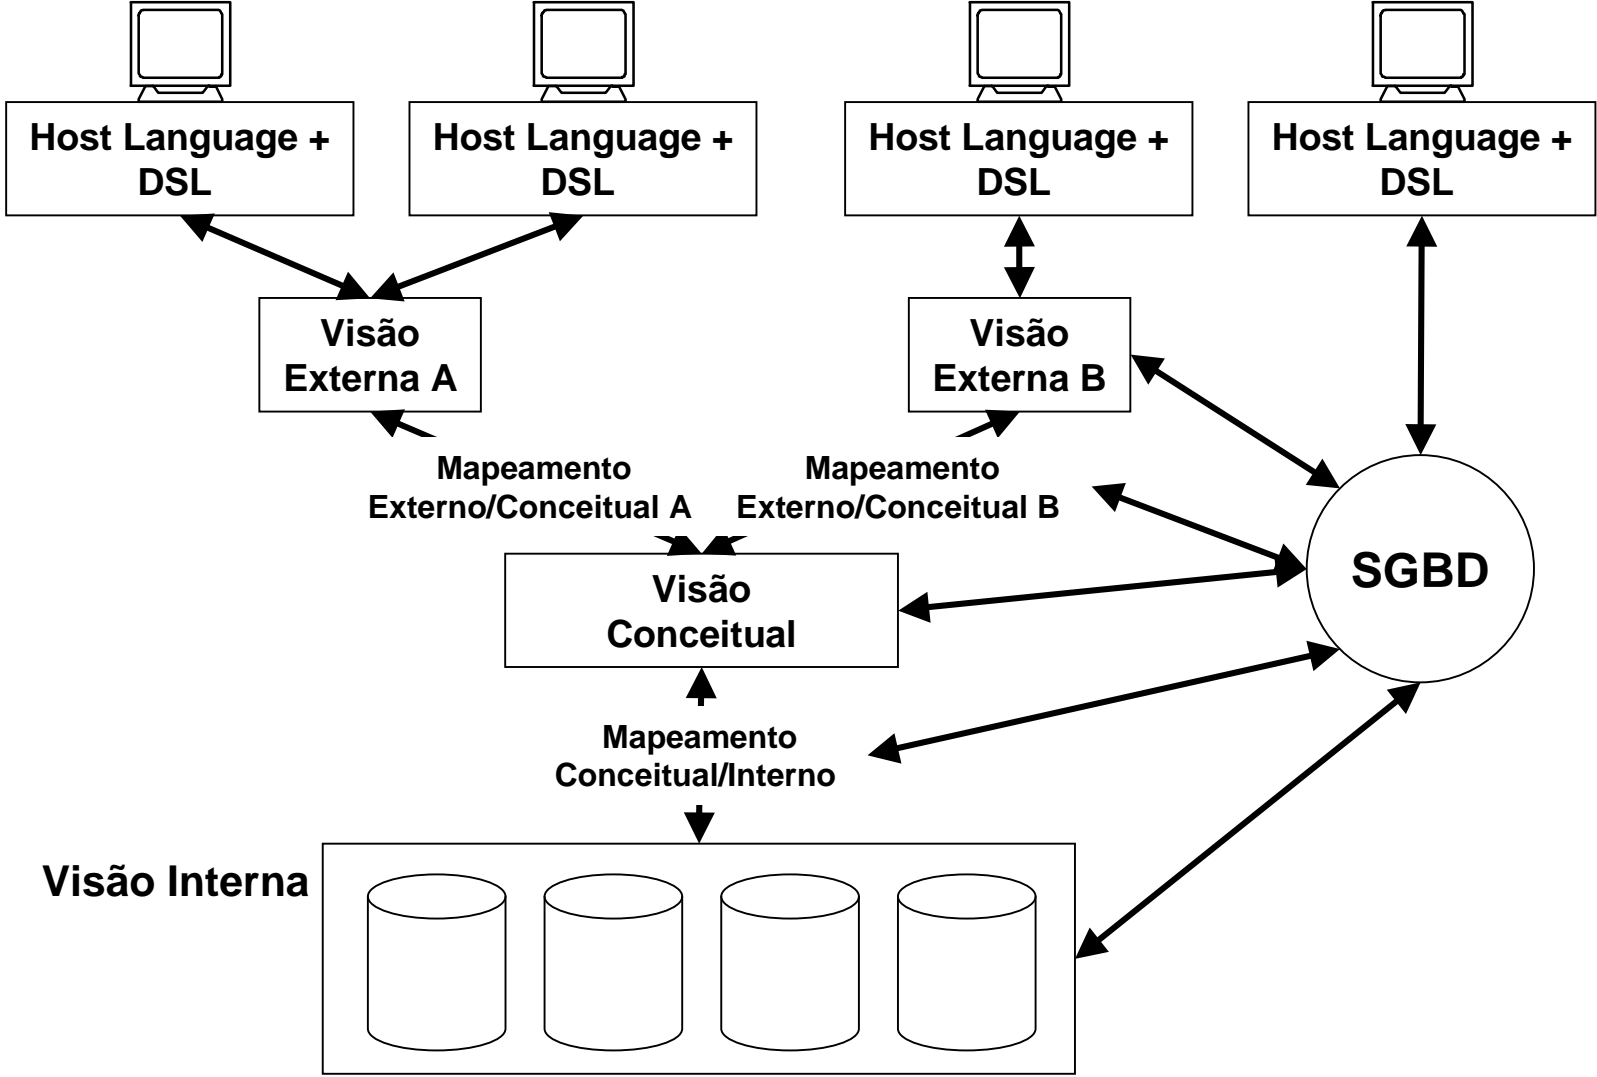 Host Language +
DSL
Host Language +
DSL
Host Language +
DSL
Host Language +
DSL
Visão
Externa A
Visão
Externa B
Mapeamento
Externo/Conceitual A
Mapeamento
Externo/Conceitual B
SGBD
Visão
Conceitual
Mapeamento
Conceitual/Interno
Visão Interna